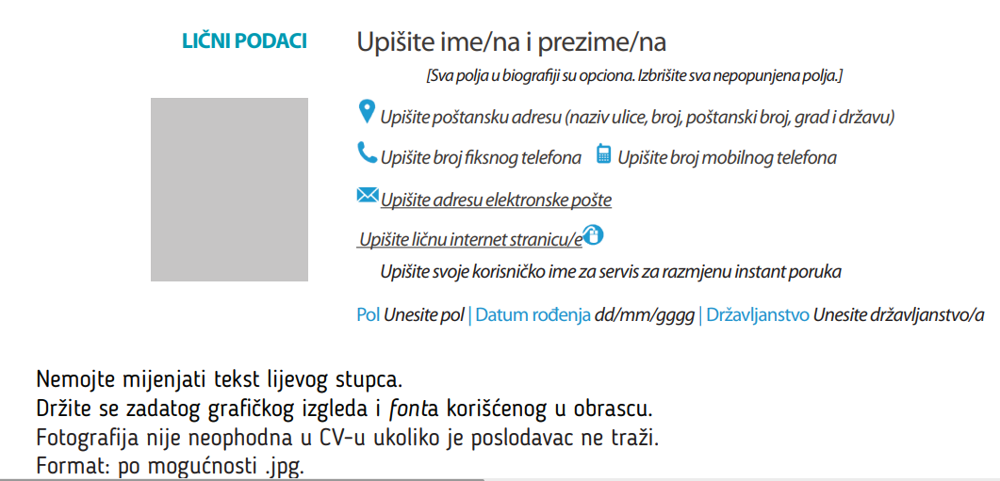 LIČNI PODACI
Upišite ime/na i prezime/na
[Sva polja u biografiji su opciona. Izbrišite sva nepopunjena polja.]
Upišite poštansku adresu (naziv ulice, broj, poštanski broj, grad i državu)
Upišite broj fiksnog telefona Upišite broj mobilnog telefona
Upišite adresu elektronske pošte
Upišite ličnu internet stranicu/e
Upišite svoje korisničko ime za servis za razmjenu instant poruka
Pol Unesite pol | Datum rođenja dd/mm/gggg | Državljanstvo Unesite državljanstvo/a
Nemojte mijenjati tekst lijevog stupca.
Držite se zadatog grafičkog izgleda i fonta korišćenog u obrascu.
Fotografija nije neophodna u CV-u ukoliko je poslodavac ne traži.
Format: po mogućnosti .jpg.